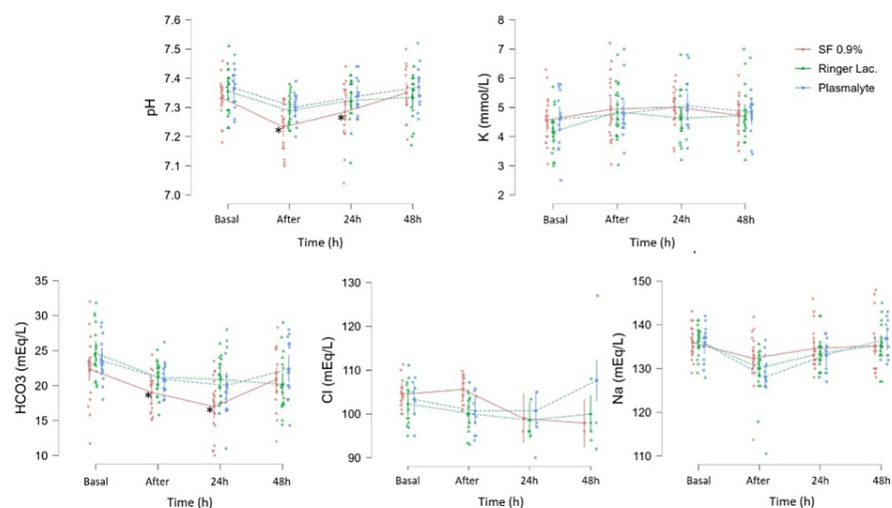 7.6
7.5
7.4
7.3
7.2
7.1
7.0
pH
*
*
Basal After 24h 48h
Time (h)
8
7
6
5
4
3
2
K (mmol/L)
Basal After 24h 48h
Time (h)
SF 0.9%
Ringer Lac.
Plasmalyte
35
30
25
20
15
10
HCO3 (mEq/L)
*
*
Basal After 24h 48h
Time (h)
130
120
110
100
90
Cl (mEq/L)
Basal After 24h 48h
Time (h)
150
140
130
120
110
Na (mEq/L)
Basal After 24h 48h
Time (h)